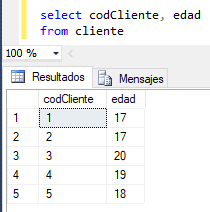 select codCliente, edad
from cliente
100 %
Resultados Mensajes
codCliente edad
1 1 17
2 2 17
3 3 20
4 4 19
5 5 18